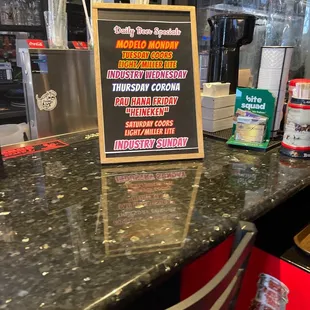 Daily Beer Specials
MODELO MONDAY
TUESDAY COORS
LIGHT/MILLER LITE
INDUSTRY WEDNESDAY
THURSDAY CORONA
PAU HANA FRIDAY
"HEINEKEN"
SATURDAY COORS
LIGHT/MILLER LITE
INDUSTRY SUNDAY
bite
squad